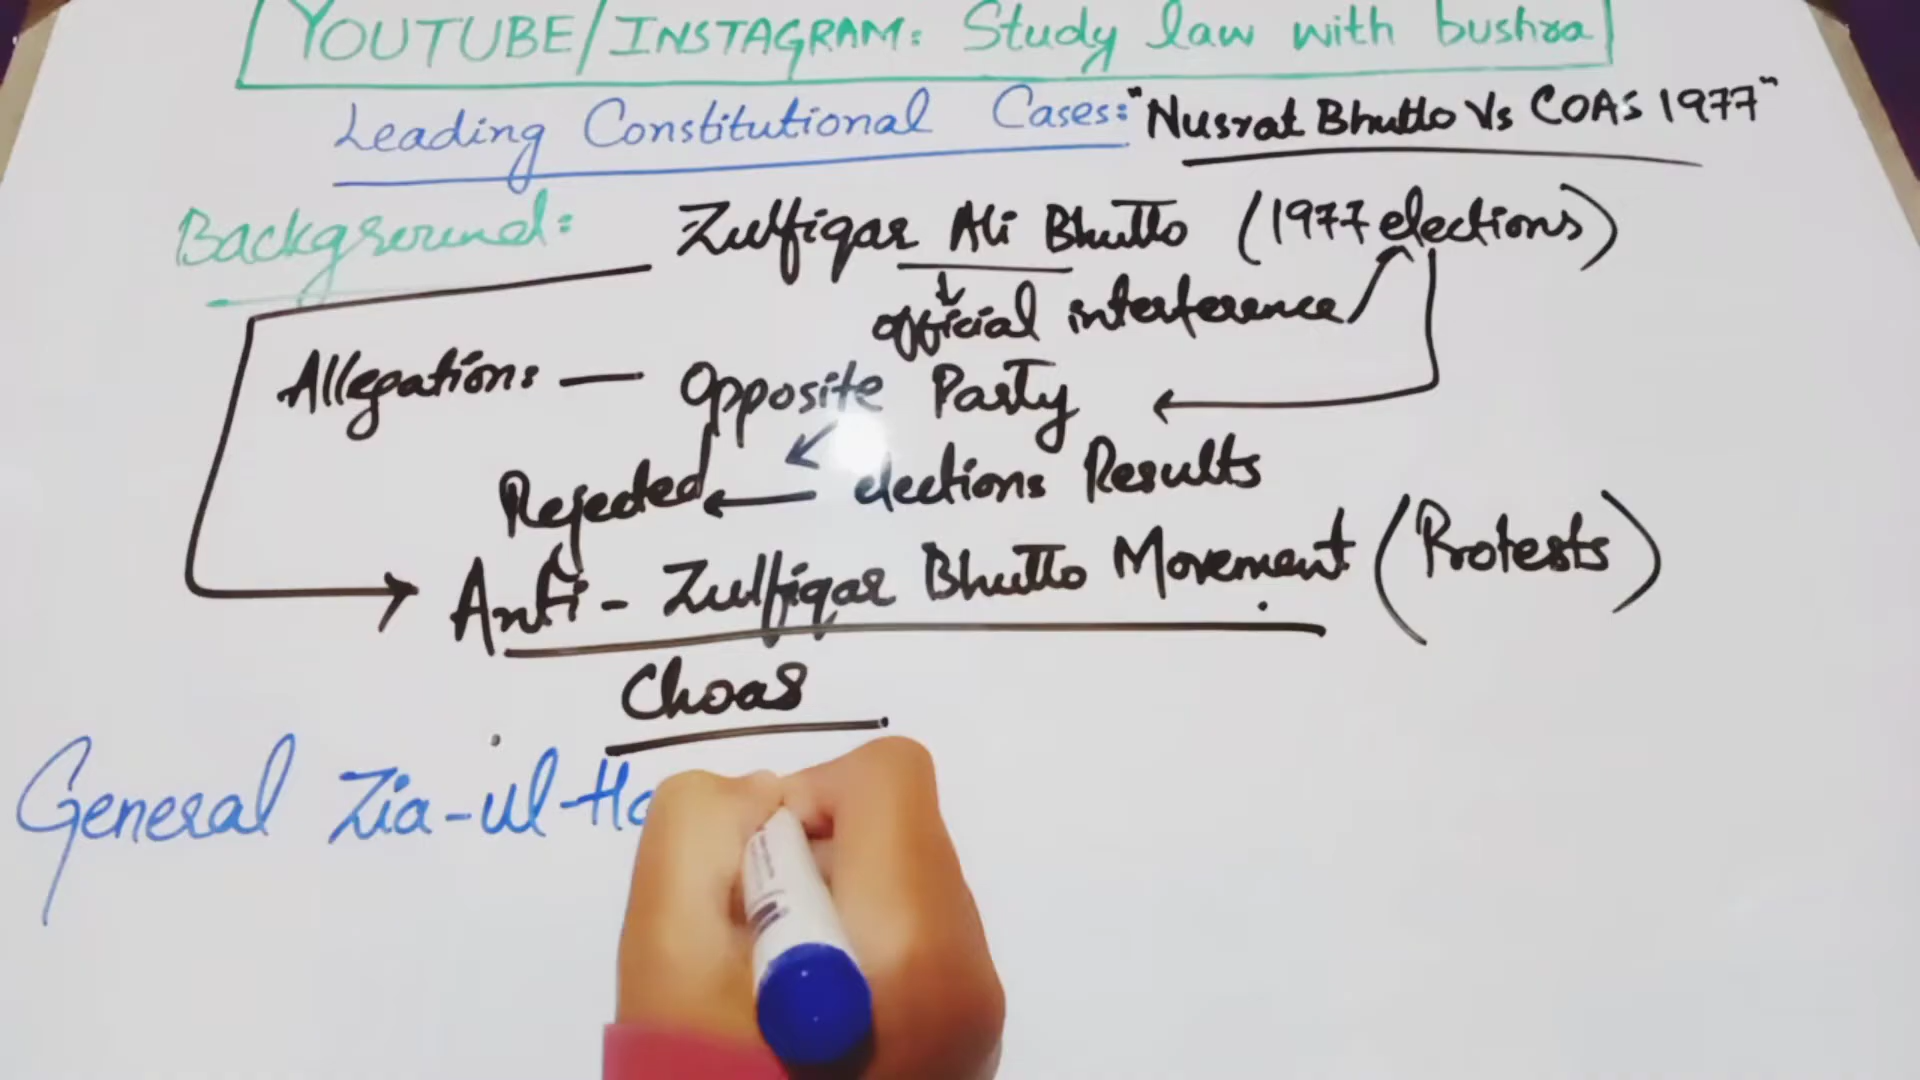 YOUTUBE/INSTAGRAM: Study law with bushra
Leading Constitutional Cases: "Nusrat Bhutto Vs COAS 1977"
Background: Zulfiqar Ali Bhutto (1977 elections)
official interference
Allegations — Opposite Party
Rejected elections Results
Anti - Zulfiqar Bhutto Movement (Protests)
Choas
General Zia-ul-Ha